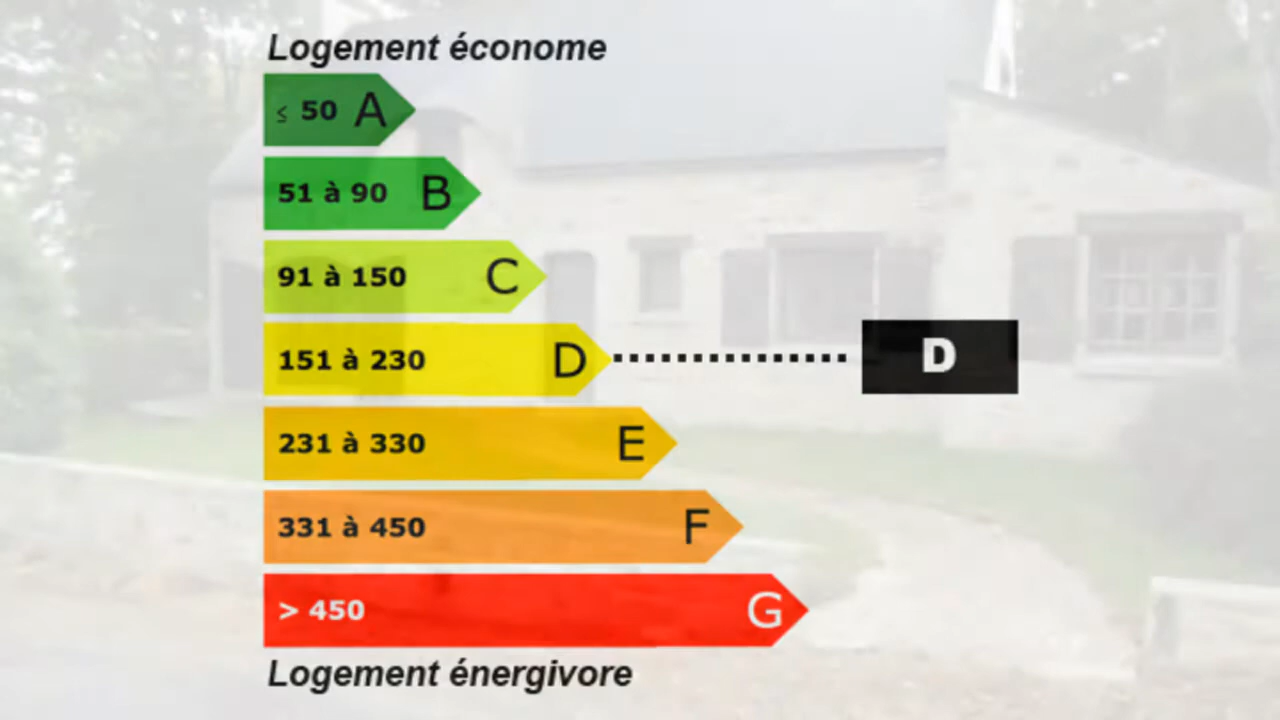 Logement économe
≤ 50 A
51 à 90 B
91 à 150 C
151 à 230 D
D
231 à 330 E
331 à 450 F
> 450 G
Logement énergivore